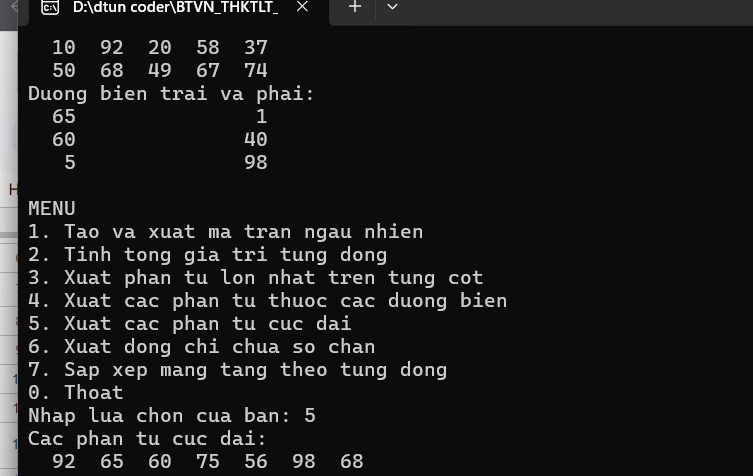 D:\dtun coder\BTVN_THKTLT_
10 92 20 58 37
50 68 49 67 74
Duong bien trai va phai:
65 1
60 40
5 98
MENU
1. Tao va xuat ma tran ngau nhien
2. Tinh tong gia tri tung dong
3. Xuat phan tu lon nhat tren tung cot
4. Xuat cac phan tu thuoc cac duong bien
5. Xuat cac phan tu cuc dai
6. Xuat dong chi chua so chan
7. Sap xep mang tang theo tung dong
0. Thoat
Nhap lua chon cua ban: 5
Cac phan tu cuc dai:
92 65 60 75 56 98 68